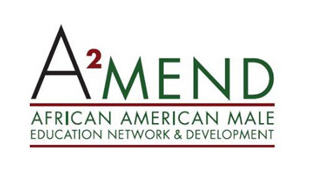 A²MEND
AFRICAN AMERICAN MALE
EDUCATION NETWORK & DEVELOPMENT